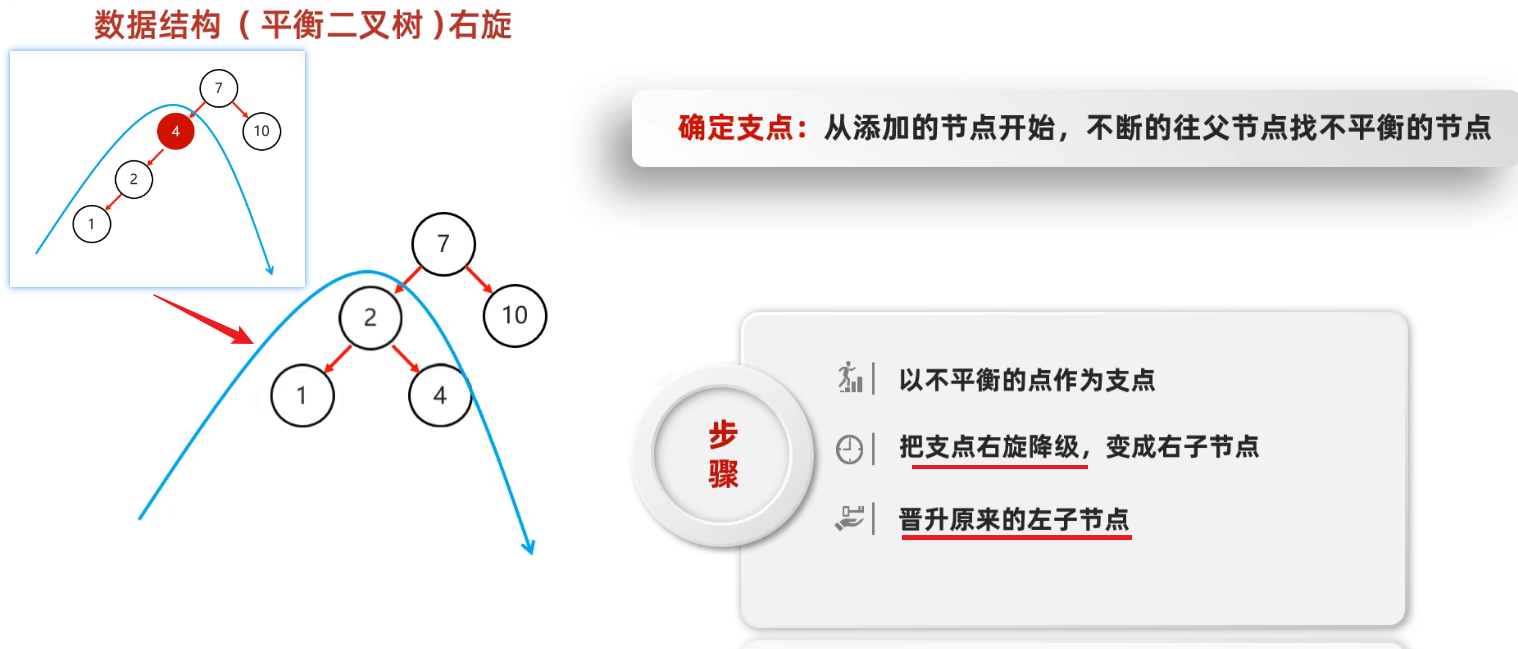 数据结构（平衡二叉树）右旋
7
4
10
2
1
确定支点：从添加的节点开始，不断的往父节点找不平衡的节点
7
2
10
1
4
步
骤
以不平衡的点作为支点
把支点右旋降级，变成右子节点
晋升原来的左子节点